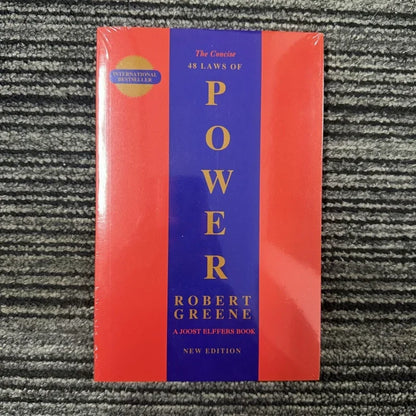 The Concise
48 LAWS OF
INTERNATIONAL
BESTSELLER
P
O
W
E
R
ROBERT
GREENE
A JOOST ELFFERS BOOK
NEW EDITION